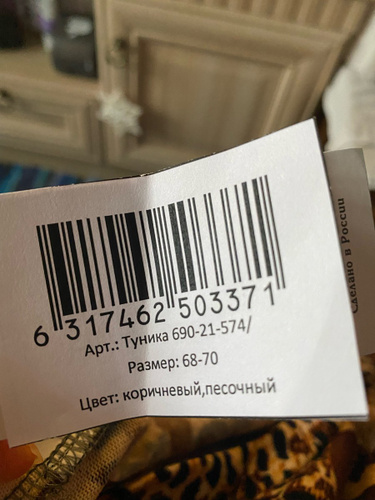 6 317462 503371
Арт.: Туника 690-21-574/
Размер: 68-70
Цвет: коричневый,песочный
Сделано в России